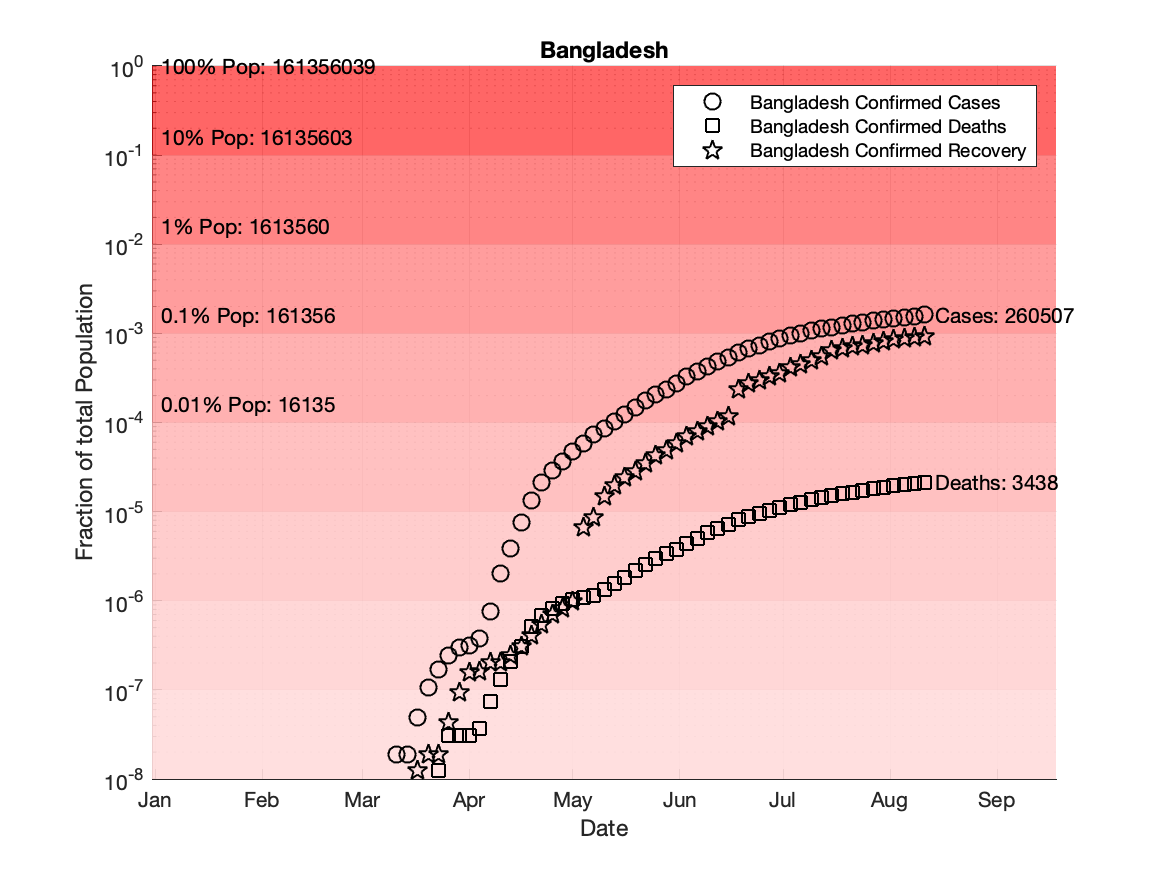 Bangladesh
10^0
100% Pop: 161356039
Bangladesh Confirmed Cases
Bangladesh Confirmed Deaths
Bangladesh Confirmed Recovery
10% Pop: 16135603
10^-1
1% Pop: 1613560
10^-2
0.1% Pop: 161356
Cases: 260507
10^-3
0.01% Pop: 16135
10^-4
Deaths: 3438
10^-5
10^-6
10^-7
10^-8
Fraction of total Population
Jan Feb Mar Apr May Jun Jul Aug Sep
Date